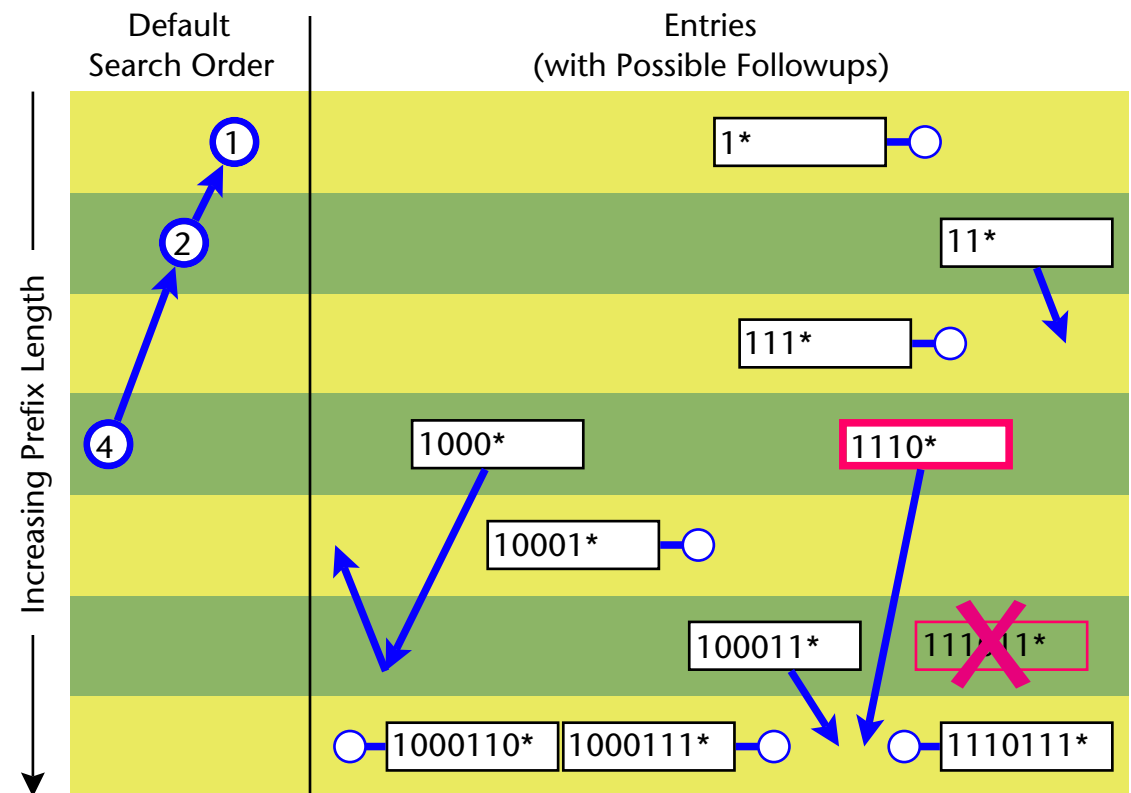 Default
Search Order
Entries
(with Possible Followups)
Increasing Prefix Length
1
1*
2
11*
111*
4
1000*
1110*
10001*
100011*
111011*
1000110*
1000111*
1110111*